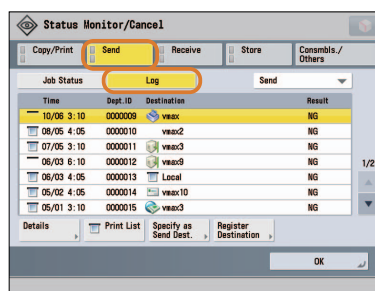 Status Monitor/Cancel
Copy/Print Send Receive Store Consmbls./
Others
Job Status Log Send
Time Dept.ID Destination Result
10/06 3:10 0000009 vmax NG
08/05 4:05 0000010 vmax2 NG
07/05 3:10 0000011 vmax3 NG
06/03 6:10 0000012 vmax9 NG
06/03 4:05 0000013 Local NG
05/02 4:05 0000014 vmax10 NG
05/01 3:10 0000015 vmax3 NG
1/2
Details Print List Specify as
Send Dest. Register
Destination
OK